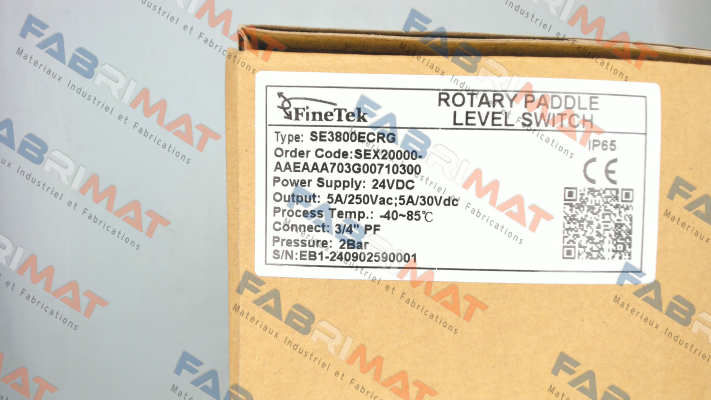 FineTek
ROTARY PADDLE
LEVEL SWITCH
Type: SE3800ECRG
IP65
Order Code:SEX20000-
AAEAAA703G00710300
CE
Power Supply: 24VDC
Output: 5A/250Vac;5A/30Vdc
Process Temp.: -40~85℃
Connect: 3/4" PF
Pressure: 2Bar
S/N:EB1-240902590001
FABRIMAT
Matériaux Industriel et Fabrications